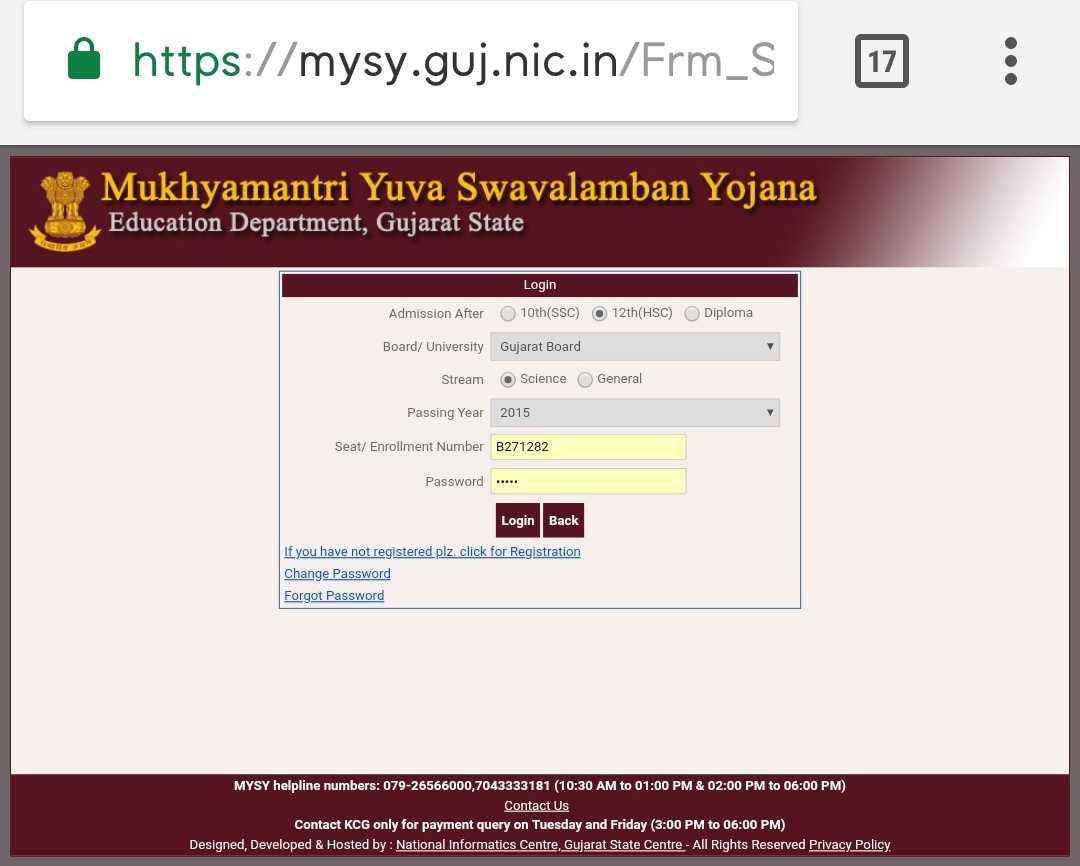 https://mysy.guj.nic.in/Frm_S
17
Mukhyamantri Yuva Swavalamban Yojana
Education Department, Gujarat State
Login
Admission After 10th(SSC) 12th(HSC) Diploma
Board/ University Gujarat Board
Stream Science General
Passing Year 2015
Seat/ Enrollment Number B271282
Password •••••
Login Back
If you have not registered plz. click for Registration
Change Password
Forgot Password
MYSY helpline numbers: 079-26566000,7043333181 (10:30 AM to 01:00 PM & 02:00 PM to 06:00 PM)
Contact Us
Contact KCG only for payment query on Tuesday and Friday (3:00 PM to 06:00 PM)
Designed, Developed & Hosted by : National Informatics Centre, Gujarat State Centre - All Rights Reserved Privacy Policy